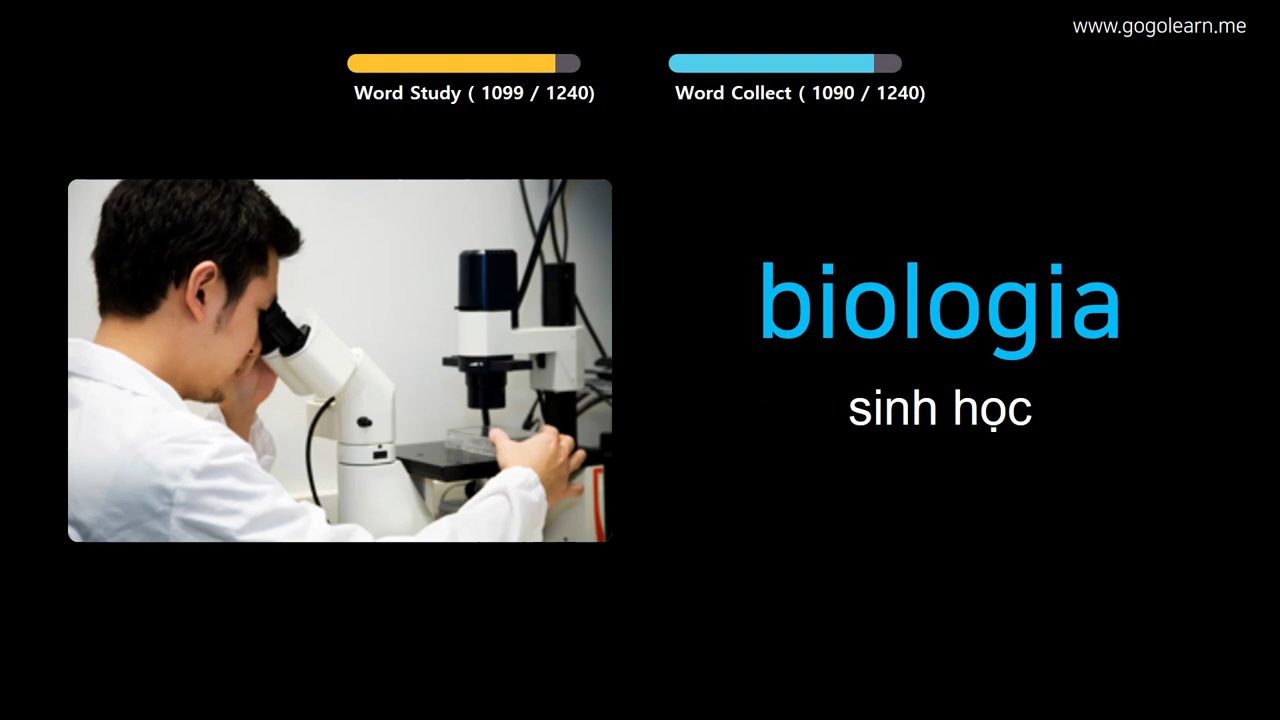 www.gogolearn.me
Word Study ( 1099 / 1240)
Word Collect ( 1090 / 1240)
biologia
sinh học